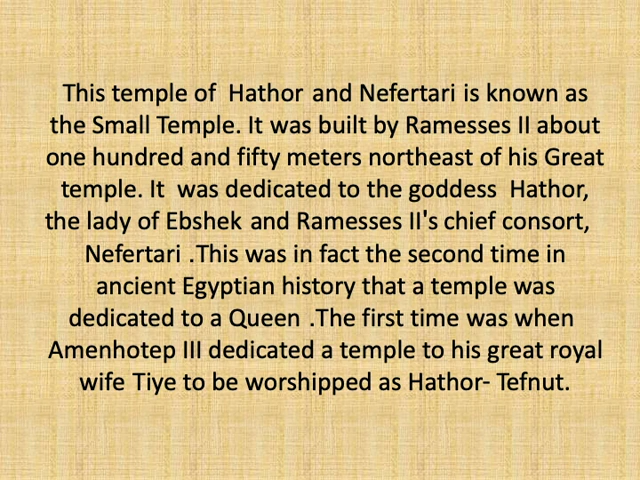 This temple of  Hathor and Nefertari is known as
the Small Temple. It was built by Ramesses II about
one hundred and fifty meters northeast of his Great
temple. It  was dedicated to the goddess  Hathor,
the lady of Ebshek and Ramesses II's chief consort,
Nefertari .This was in fact the second time in
ancient Egyptian history that a temple was
dedicated to a Queen .The first time was when
Amenhotep III dedicated a temple to his great royal
wife Tiye to be worshipped as Hathor- Tefnut.